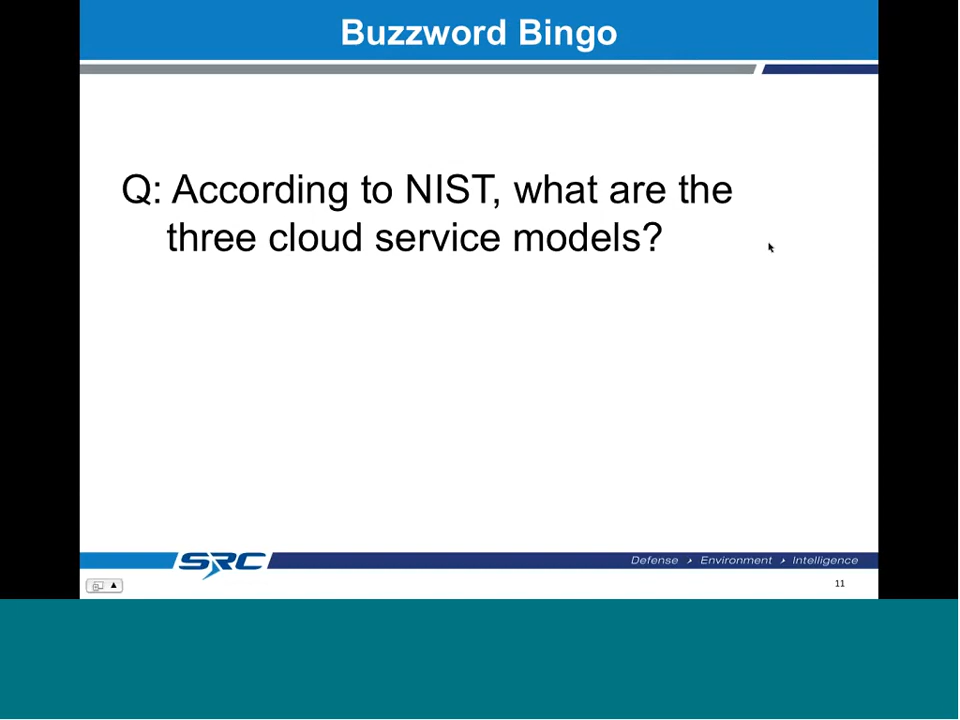 Buzzword Bingo
Q: According to NIST, what are the
three cloud service models?
SRC
Defense Environment Intelligence
11